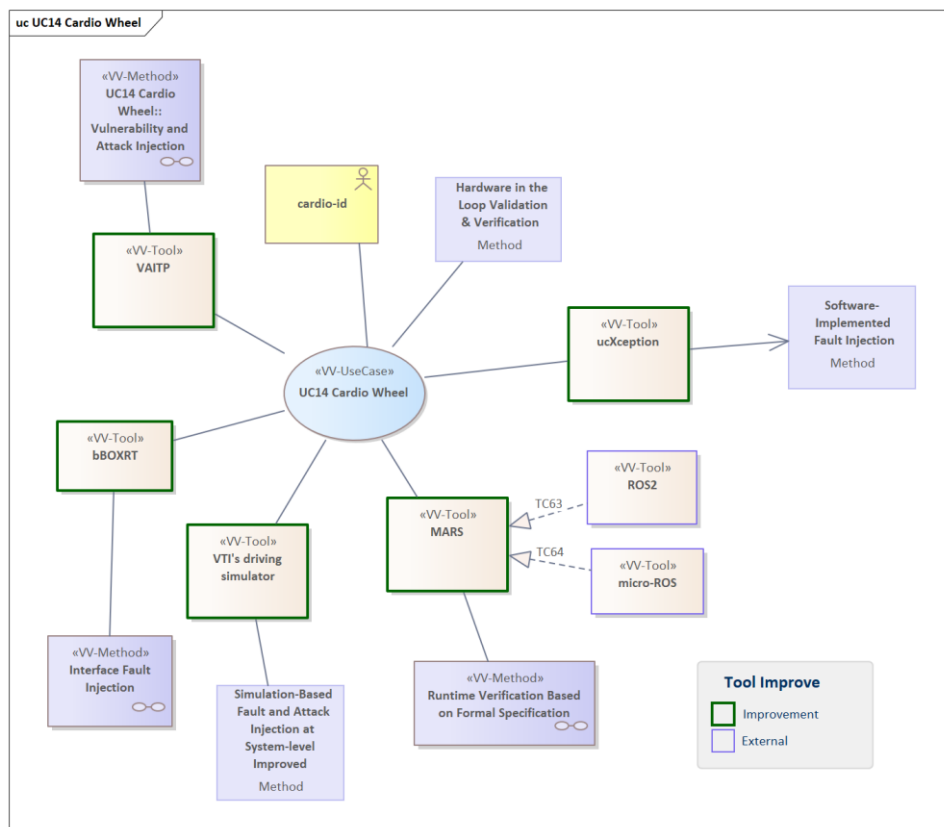 uc UC14 Cardio Wheel
«VV-Method»
UC14 Cardio
Wheel::
Vulnerability and
Attack Injection
cardio-id
Hardware in the
Loop Validation
& Verification
Method
«VV-Tool»
VAITP
«VV-Tool»
ucXception
Software-
Implemented
Fault Injection
Method
«VV-UseCase»
UC14 Cardio Wheel
«VV-Tool»
bBOXRT
«VV-Tool»
VTI's driving
simulator
«VV-Tool»
MARS
TC63
«VV-Tool»
ROS2
TC64
«VV-Tool»
micro-ROS
«VV-Method»
Interface Fault
Injection
Simulation-Based
Fault and Attack
Injection at
System-level
Improved
Method
«VV-Method»
Runtime Verification Based
on Formal Specification
Tool Improve
Improvement
External